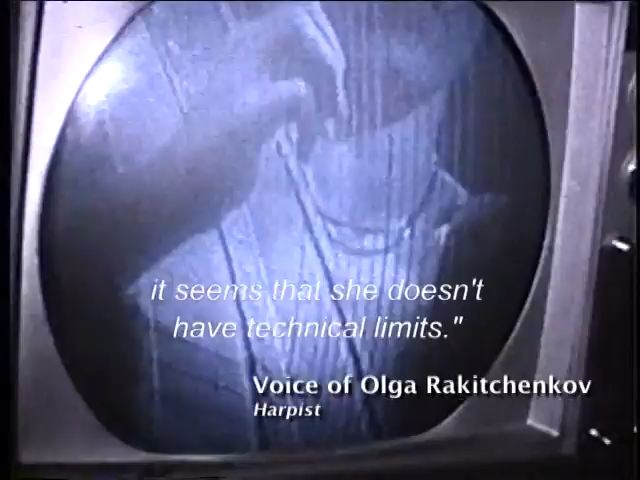 it seems that she doesn't
have technical limits."
Voice of Olga Rakitchenkov
Harpist